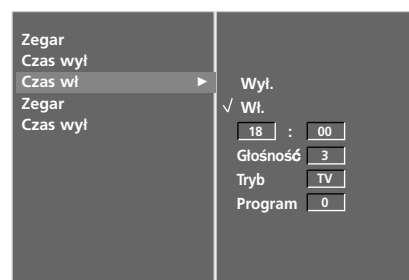 Zegar
Czas wył
Czas wł ►
Zegar
Czas wył
Wył.
√ Wł.
18 : 00
Głośność 3
Tryb TV
Program 0